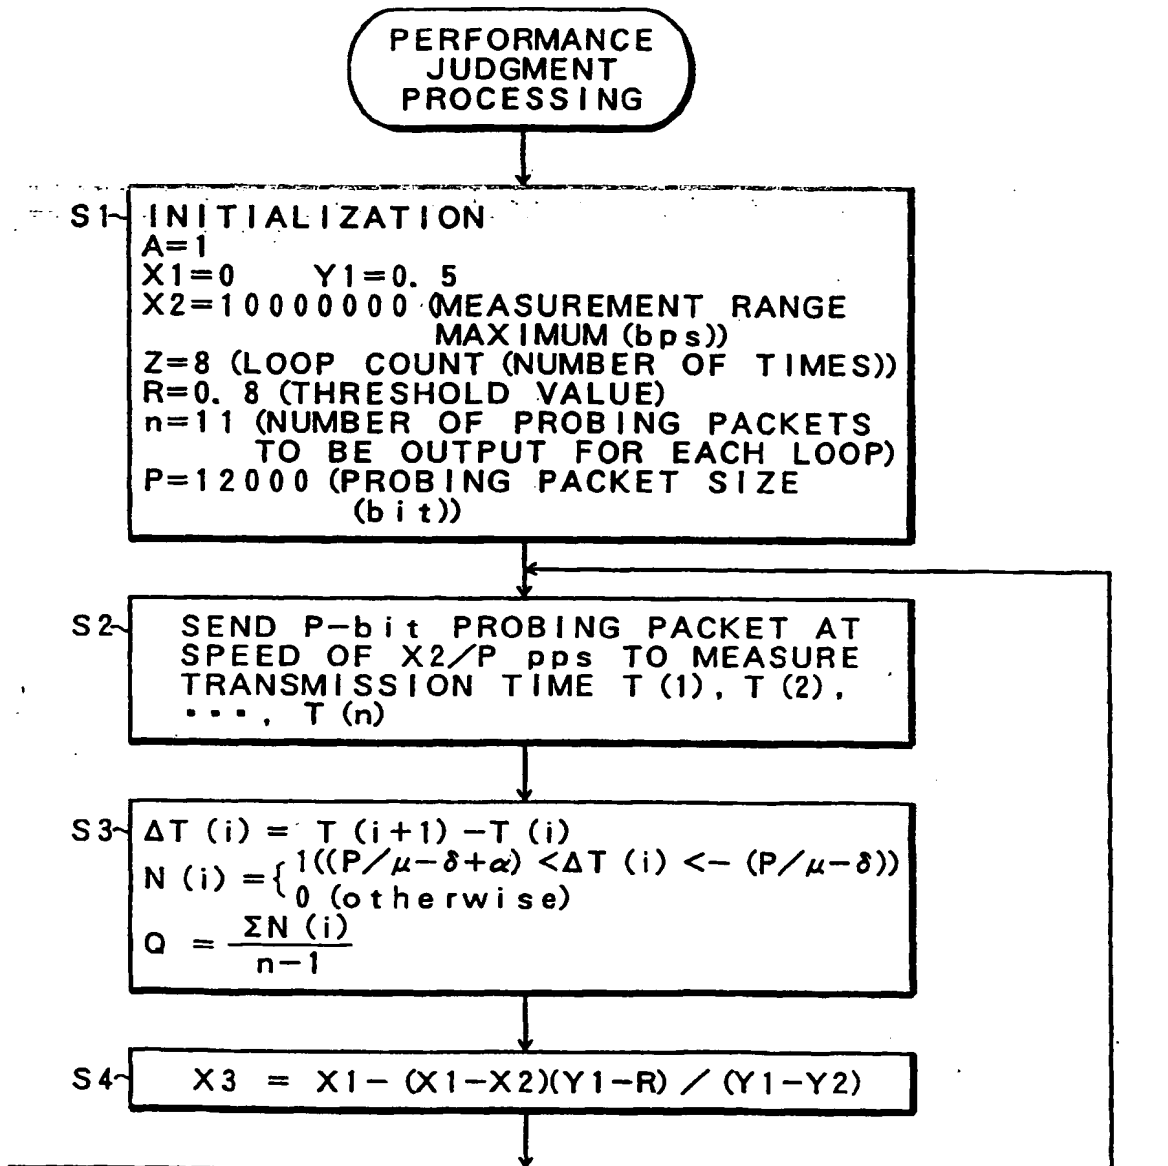 PERFORMANCE
JUDGMENT
PROCESSING
S1
INITIALIZATION
A=1
X1=0 Y1=0. 5
X2=10000000 (MEASUREMENT RANGE
MAXIMUM (bps))
Z=8 (LOOP COUNT (NUMBER OF TIMES))
R=0. 8 (THRESHOLD VALUE)
n=11 (NUMBER OF PROBING PACKETS
TO BE OUTPUT FOR EACH LOOP)
P=12000 (PROBING PACKET SIZE
(bit))
S2
SEND P-bit PROBING PACKET AT
SPEED OF X2/P pps TO MEASURE
TRANSMISSION TIME T (1), T (2),
···, T (n)
S3
ΔT (i) = T (i+1) -T (i)
N (i) = { 1((P/μ-δ+α) <ΔT (i) <- (P/μ-δ))
0 (otherwise)
Q = ΣN (i)
n-1
S4
X3 = X1- (X1-X2)(Y1-R) / (Y1-Y2)